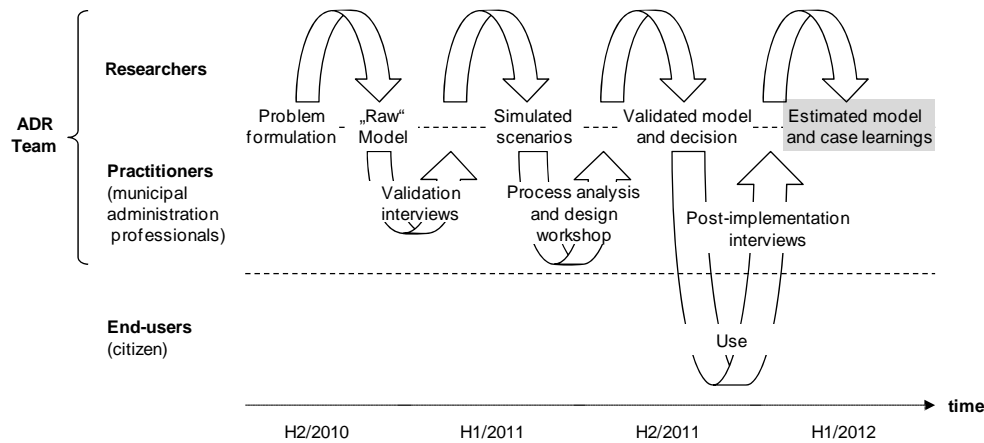 Researchers
ADR
Team
Problem
formulation
„Raw“
Model
Simulated
scenarios
Validated model
and decision
Estimated model
and case learnings
Practitioners
(municipal
administration
professionals)
Validation
interviews
Process analysis
and design
workshop
Post-implementation
interviews
End-users
(citizen)
Use
time
H2/2010
H1/2011
H2/2011
H1/2012